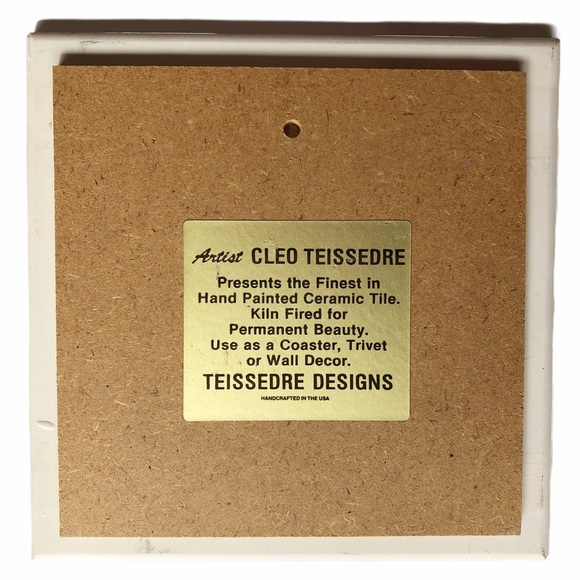 Artist CLEO TEISSEDRE
Presents the Finest in
Hand Painted Ceramic Tile.
Kiln Fired for
Permanent Beauty.
Use as a Coaster, Trivet
or Wall Decor.
TEISSEDRE DESIGNS
HANDCRAFTED IN THE USA